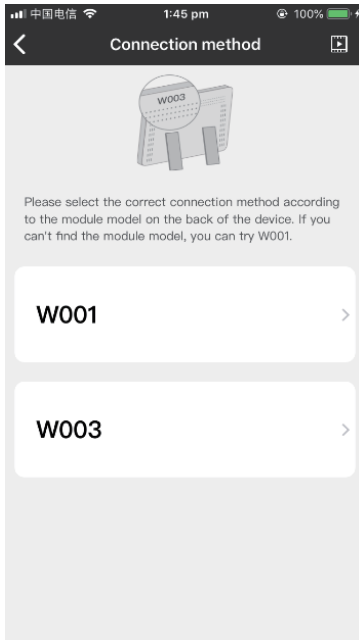 中国电信 1:45 pm 100%
Connection method
W003
Please select the correct connection method according
to the module model on the back of the device. If you
can't find the module model, you can try W001.
W001
W003